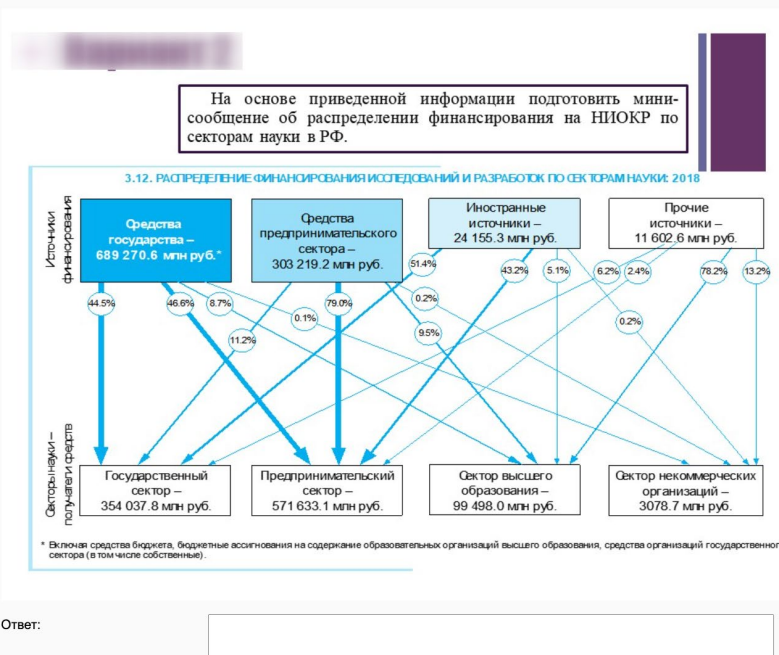 На основе приведенной информации подготовить мини-
сообщение об распределении финансирования на НИОКР по
секторам науки в РФ.
3.12. РАСПРЕДЕЛЕНИЕ ФИНАНСИРОВАНИЯ ИССЛЕДОВАНИЙ И РАЗРАБОТОК ПО СЕКТОРАМ НАУКИ: 2018
Источники
финансирования
Средства
государства –
689 270.6 млн руб.*
Средства
предпринимательского
сектора –
303 219.2 млн руб.
Иностранные
источники –
24 155.3 млн руб.
Прочие
источники –
11 602.6 млн руб.
51.4%
43.2%
5.1%
6.2%
2.4%
78.2%
13.2%
44.5%
46.6%
8.7%
0.1%
79.0%
0.2%
11.2%
9.5%
0.2%
Секторы науки –
получатели средств
Государственный
сектор –
354 037.8 млн руб.
Предпринимательский
сектор –
571 633.1 млн руб.
Сектор высшего
образования –
99 498.0 млн руб.
Сектор некоммерческих
организаций –
3078.7 млн руб.
* Включая средства бюджета, бюджетные ассигнования на содержание образовательных организаций высшего образования, средства организаций государственног
сектора (в том числе собственные).
Ответ: